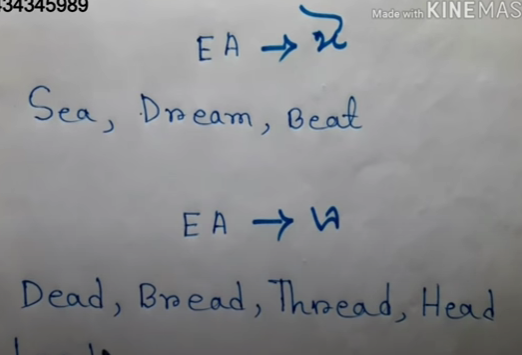 34345989
Made with KINEMAS
EA → ঈ
Sea, Dream, Beat
EA → এ
Dead, Bread, Thread, Head